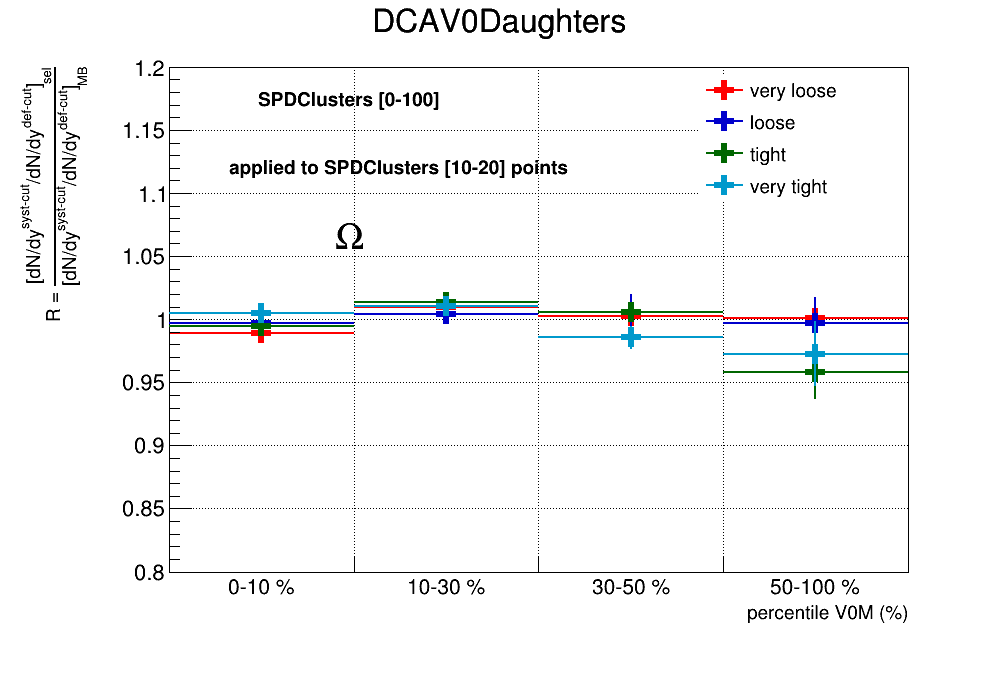 DCAV0Daughters
R = [dN/dy^syst-cut/dN/dy^def-cut]_sel
[dN/dy^syst-cut/dN/dy^def-cut]_MB
1.2
1.15
1.1
1.05
1
0.95
0.9
0.85
0.8
SPDClusters [0-100]
applied to SPDClusters [10-20] points
Ω
very loose
loose
tight
very tight
0-10 %
10-30 %
30-50 %
50-100 %
percentile V0M (%)